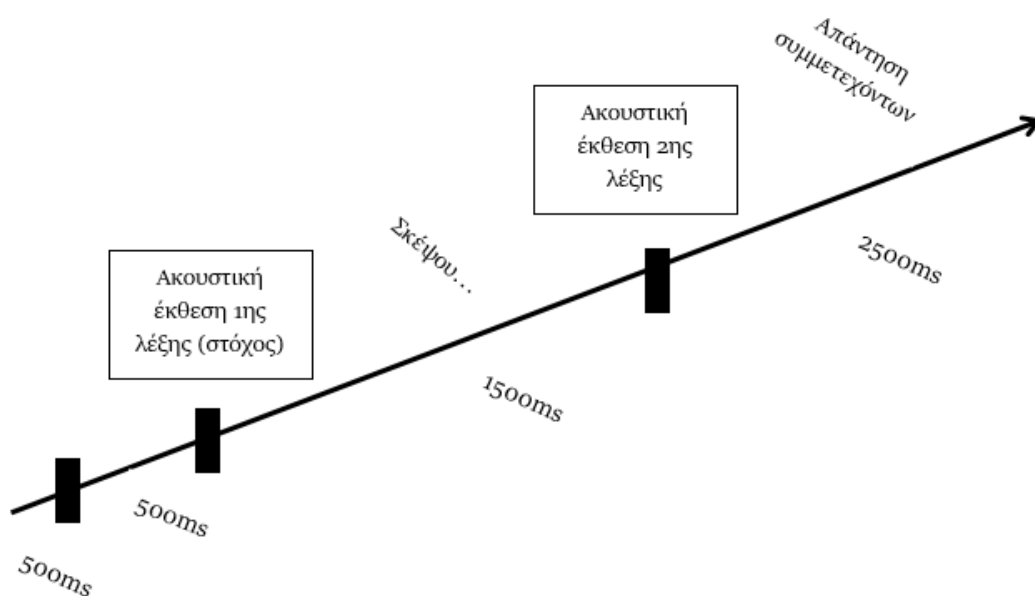 Απάντηση
συμμετεχόντων
Ακουστική
έκθεση 2ης
λέξης
2500ms
Σκέψου...
Ακουστική
έκθεση 1ης
λέξης (στόχος)
1500ms
500ms
500ms